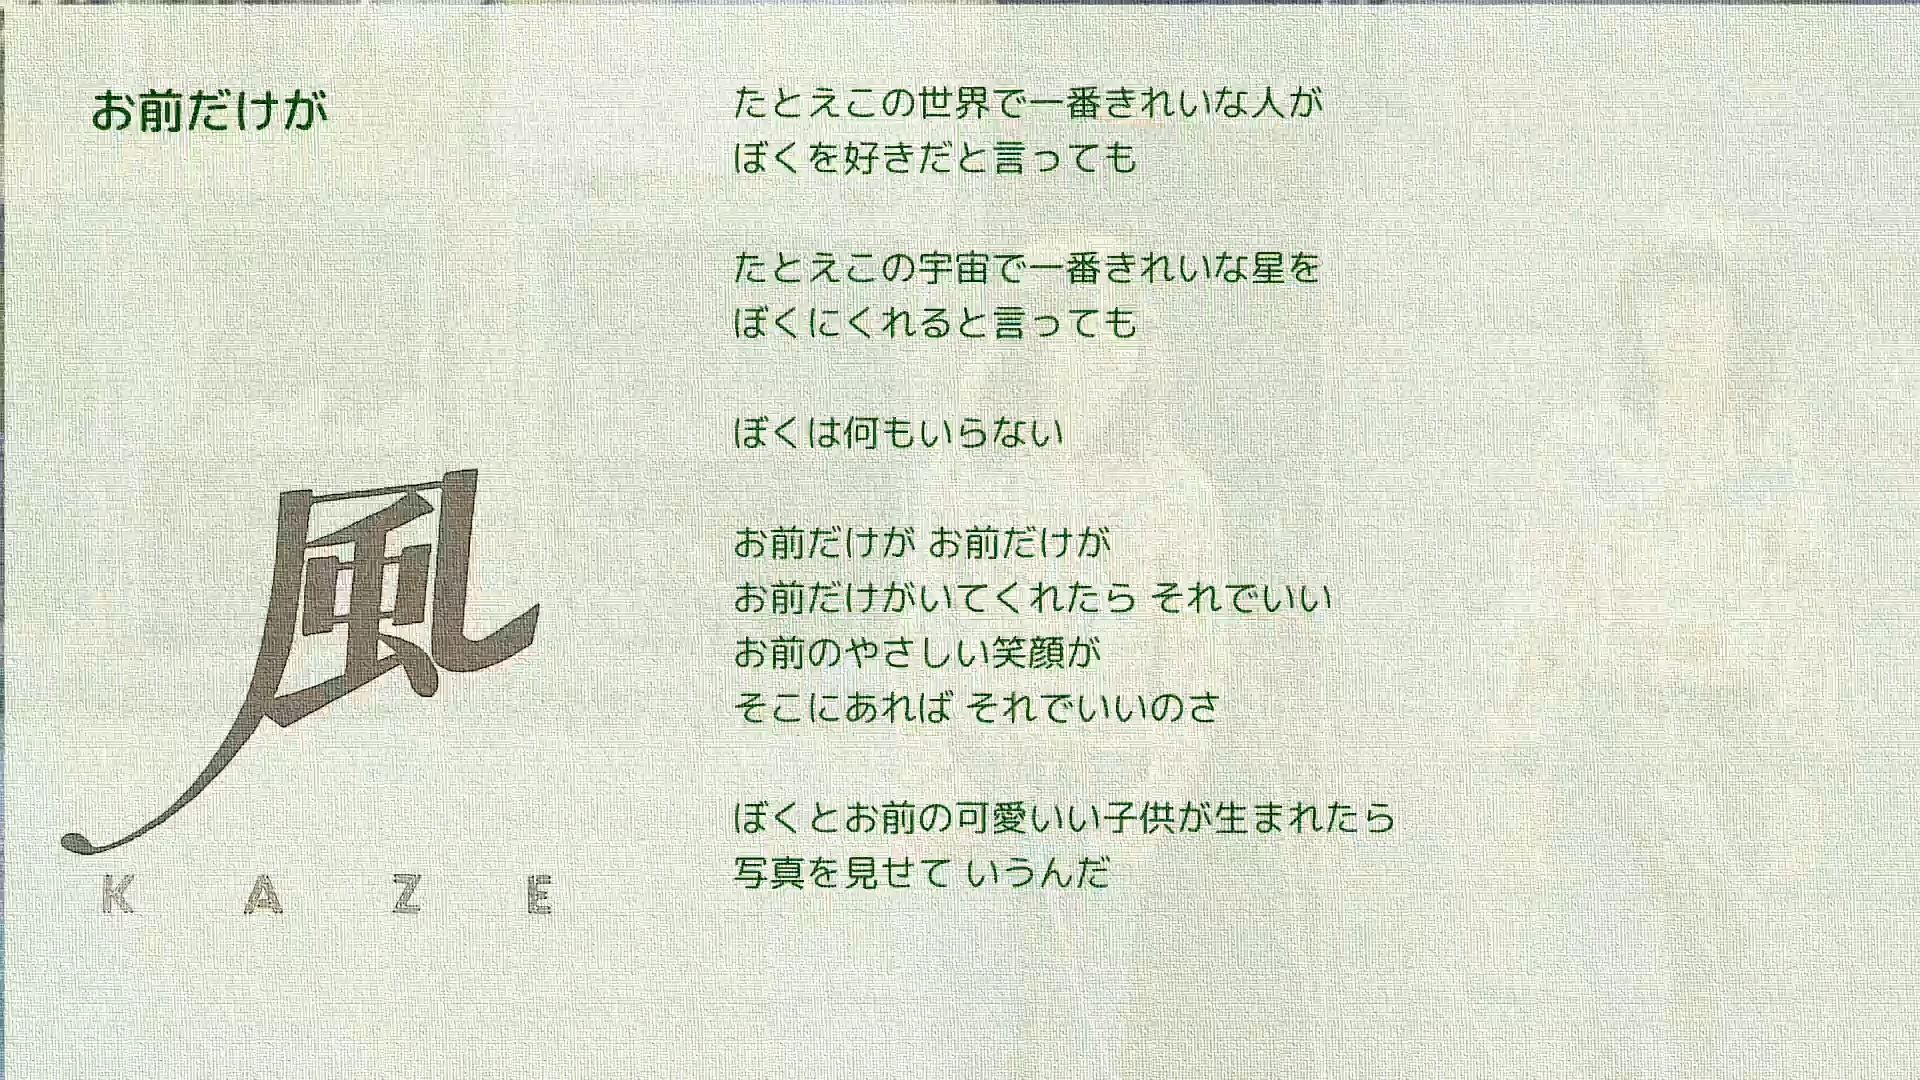 お前だけが
たとえこの世界で一番きれいな人が
ぼくを好きだと言っても
たとえこの宇宙で一番きれいな星を
ぼくにくれると言っても
ぼくは何もいらない
お前だけが お前だけが
お前だけがいてくれたら それでいい
お前のやさしい笑顔が
そこにあれば それでいいのさ
ぼくとお前の可愛いい子供が生まれたら
写真を見せて いうんだ
風
KAZE